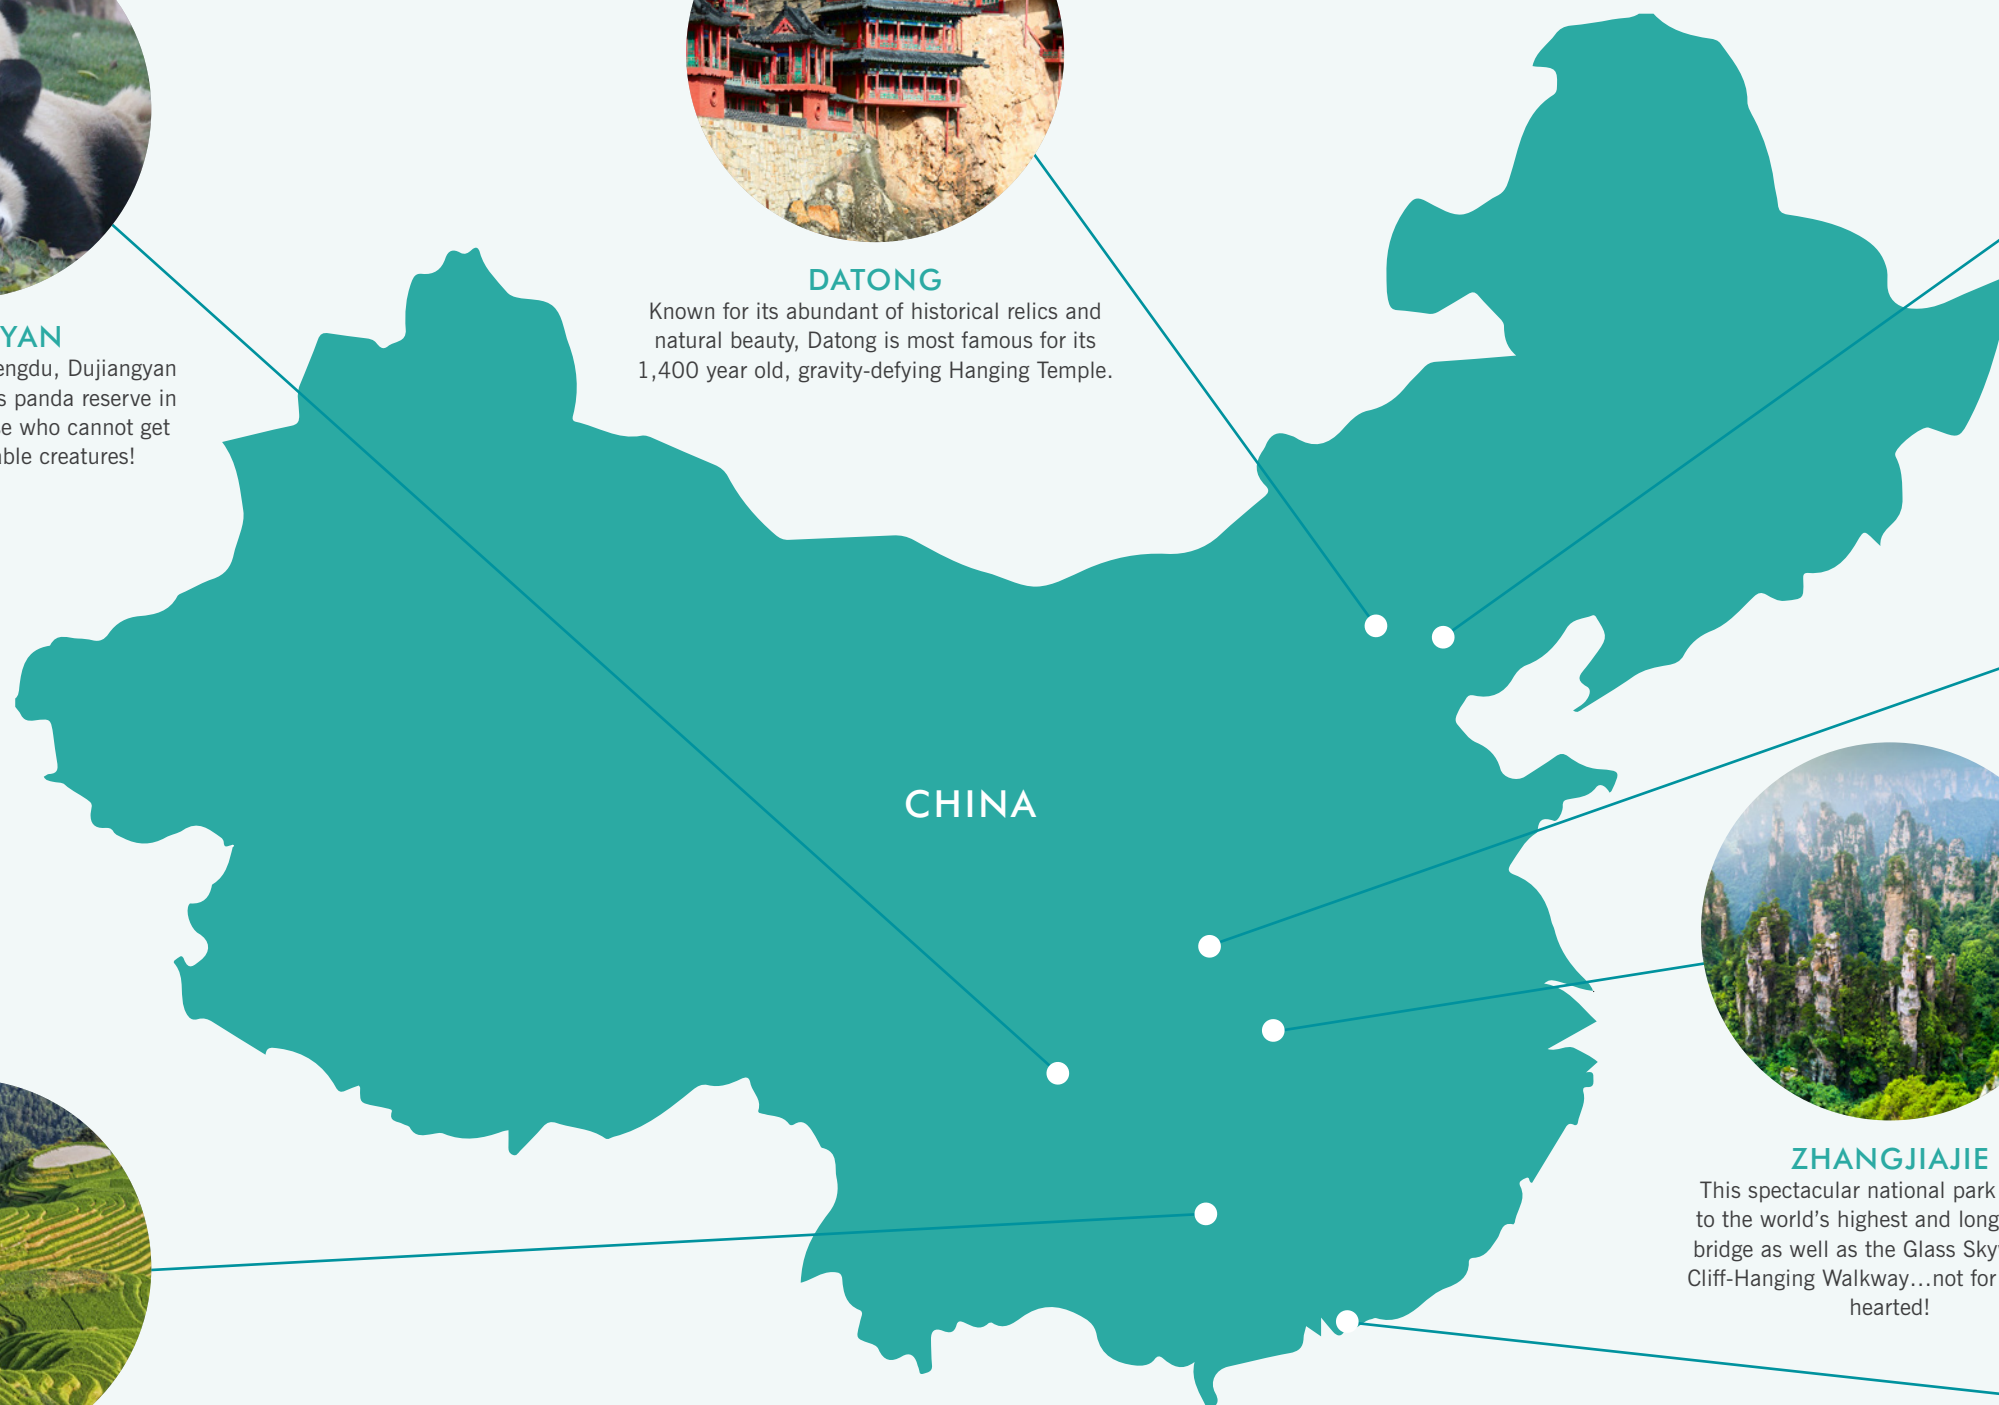 DATONG
Known for its abundant of historical relics and
natural beauty, Datong is most famous for its
1,400 year old, gravity-defying Hanging Temple.
YAN
engdu, Dujiangyan
s panda reserve in
e who cannot get
able creatures!
CHINA
ZHANGJIAJIE
This spectacular national park
to the world’s highest and long
bridge as well as the Glass Sky
Cliff-Hanging Walkway...not for
hearted!